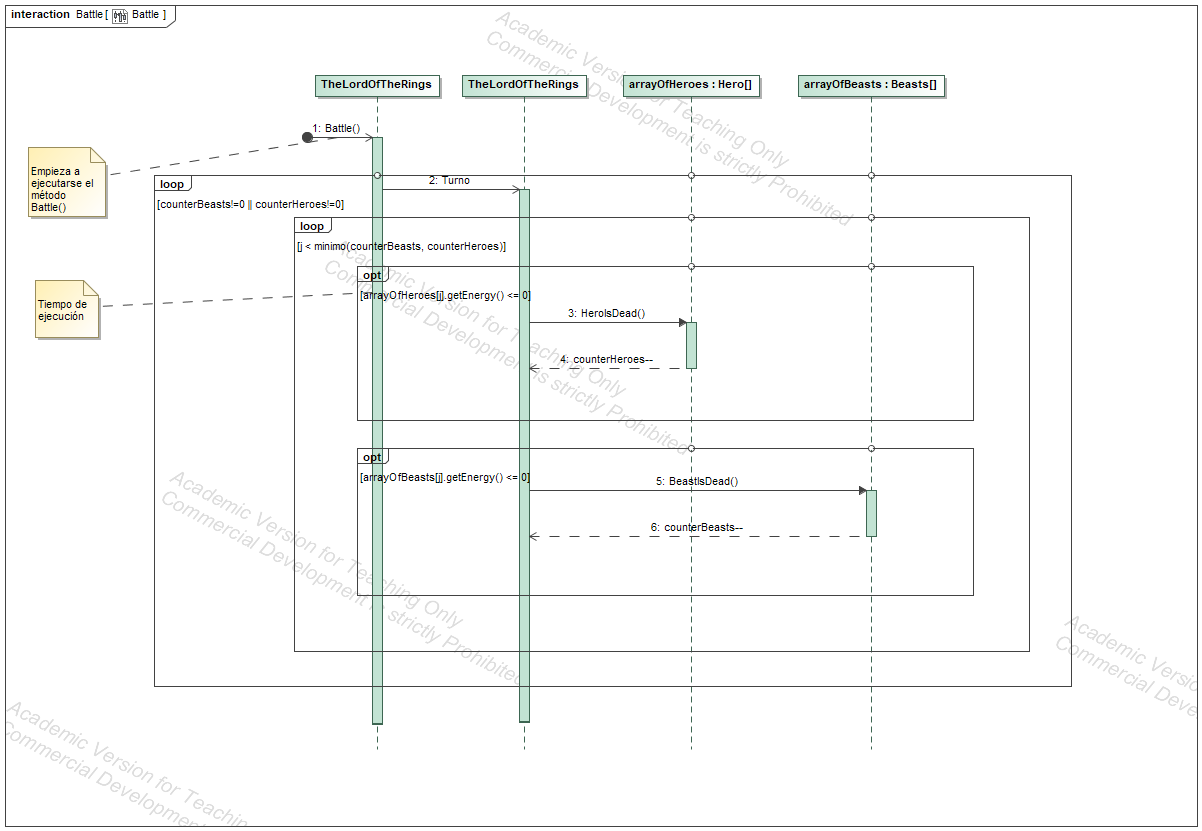 interaction Battle [ Battle ]
TheLordOfTheRings
TheLordOfTheRings
arrayOfHeroes : Hero[]
arrayOfBeasts : Beasts[]
1: Battle()
Empieza a
ejecutarse el
método
Battle()
loop
2: Turno
[counterBeasts!=0 || counterHeroes!=0]
loop
[j < minimo(counterBeasts, counterHeroes)]
opt
[arrayOfHeroes[j].getEnergy() <= 0]
Tiempo de
ejecución
3: HeroIsDead()
4: counterHeroes--
opt
[arrayOfBeasts[j].getEnergy() <= 0]
5: BeastIsDead()
6: counterBeasts--
Academic Version for Teaching Only
Commercial Development is strictly Prohibited
Academic Version for Teaching Only
Commercial Development is strictly Prohibited
Academic Version for Teaching Only
Commercial Development is strictly Prohibited
Academic Versio
Commercial Deve
Academic Version for Teachin
Commercial Development